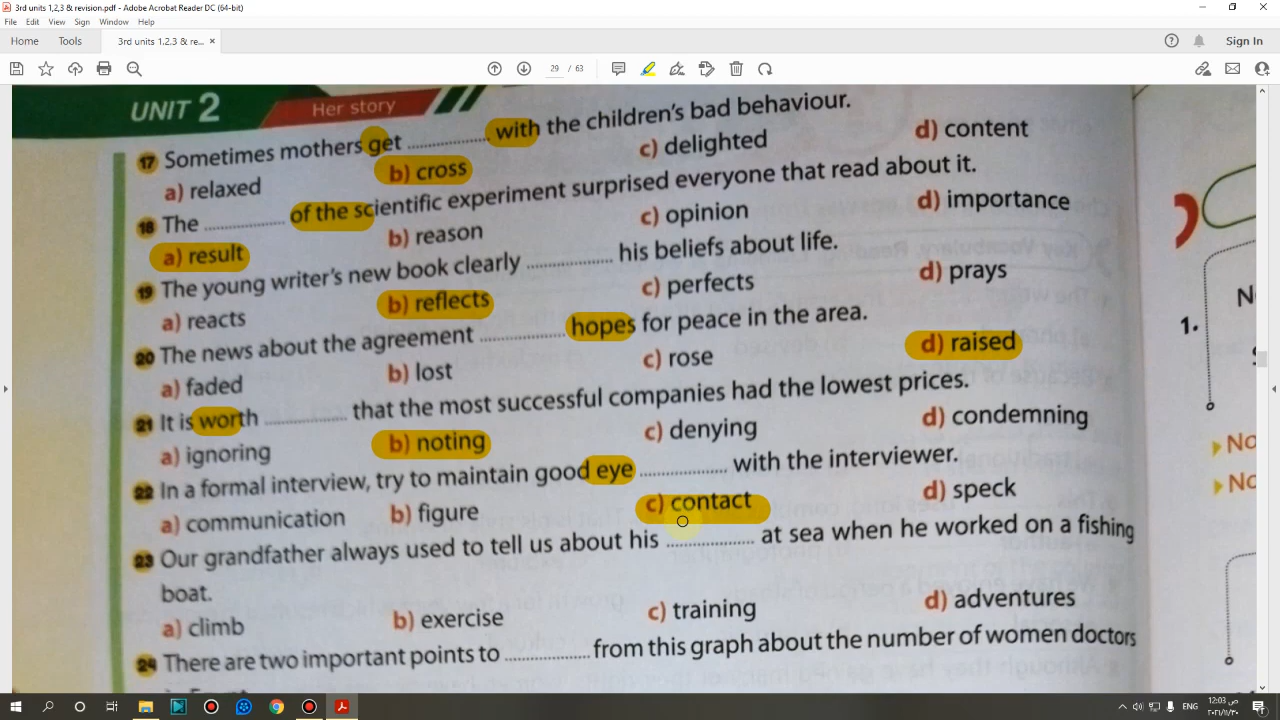 3rd units 1,2,3 & revision.pdf - Adobe Acrobat Reader DC (64-bit)
File Edit View Sign Window Help
Home Tools 3rd units 1,2,3 & re... × Sign In
29 / 63
UNIT 2 Her story
17 Sometimes mothers get .............. with the children's bad behaviour.
a) relaxed b) cross c) delighted d) content
18 The .............. of the scientific experiment surprised everyone that read about it.
a) result b) reason c) opinion d) importance
19 The young writer's new book clearly .............. his beliefs about life.
a) reacts b) reflects c) perfects d) prays
20 The news about the agreement .............. hopes for peace in the area.
a) faded b) lost c) rose d) raised
21 It is worth .............. that the most successful companies had the lowest prices.
a) ignoring b) noting c) denying d) condemning
22 In a formal interview, try to maintain good eye .............. with the interviewer.
a) communication b) figure c) contact d) speck
23 Our grandfather always used to tell us about his .............. at sea when he worked on a fishing
boat.
a) climb b) exercise c) training d) adventures
24 There are two important points to .............. from this graph about the number of women doctors
N
1.
No
No
ENG 12:03 ص